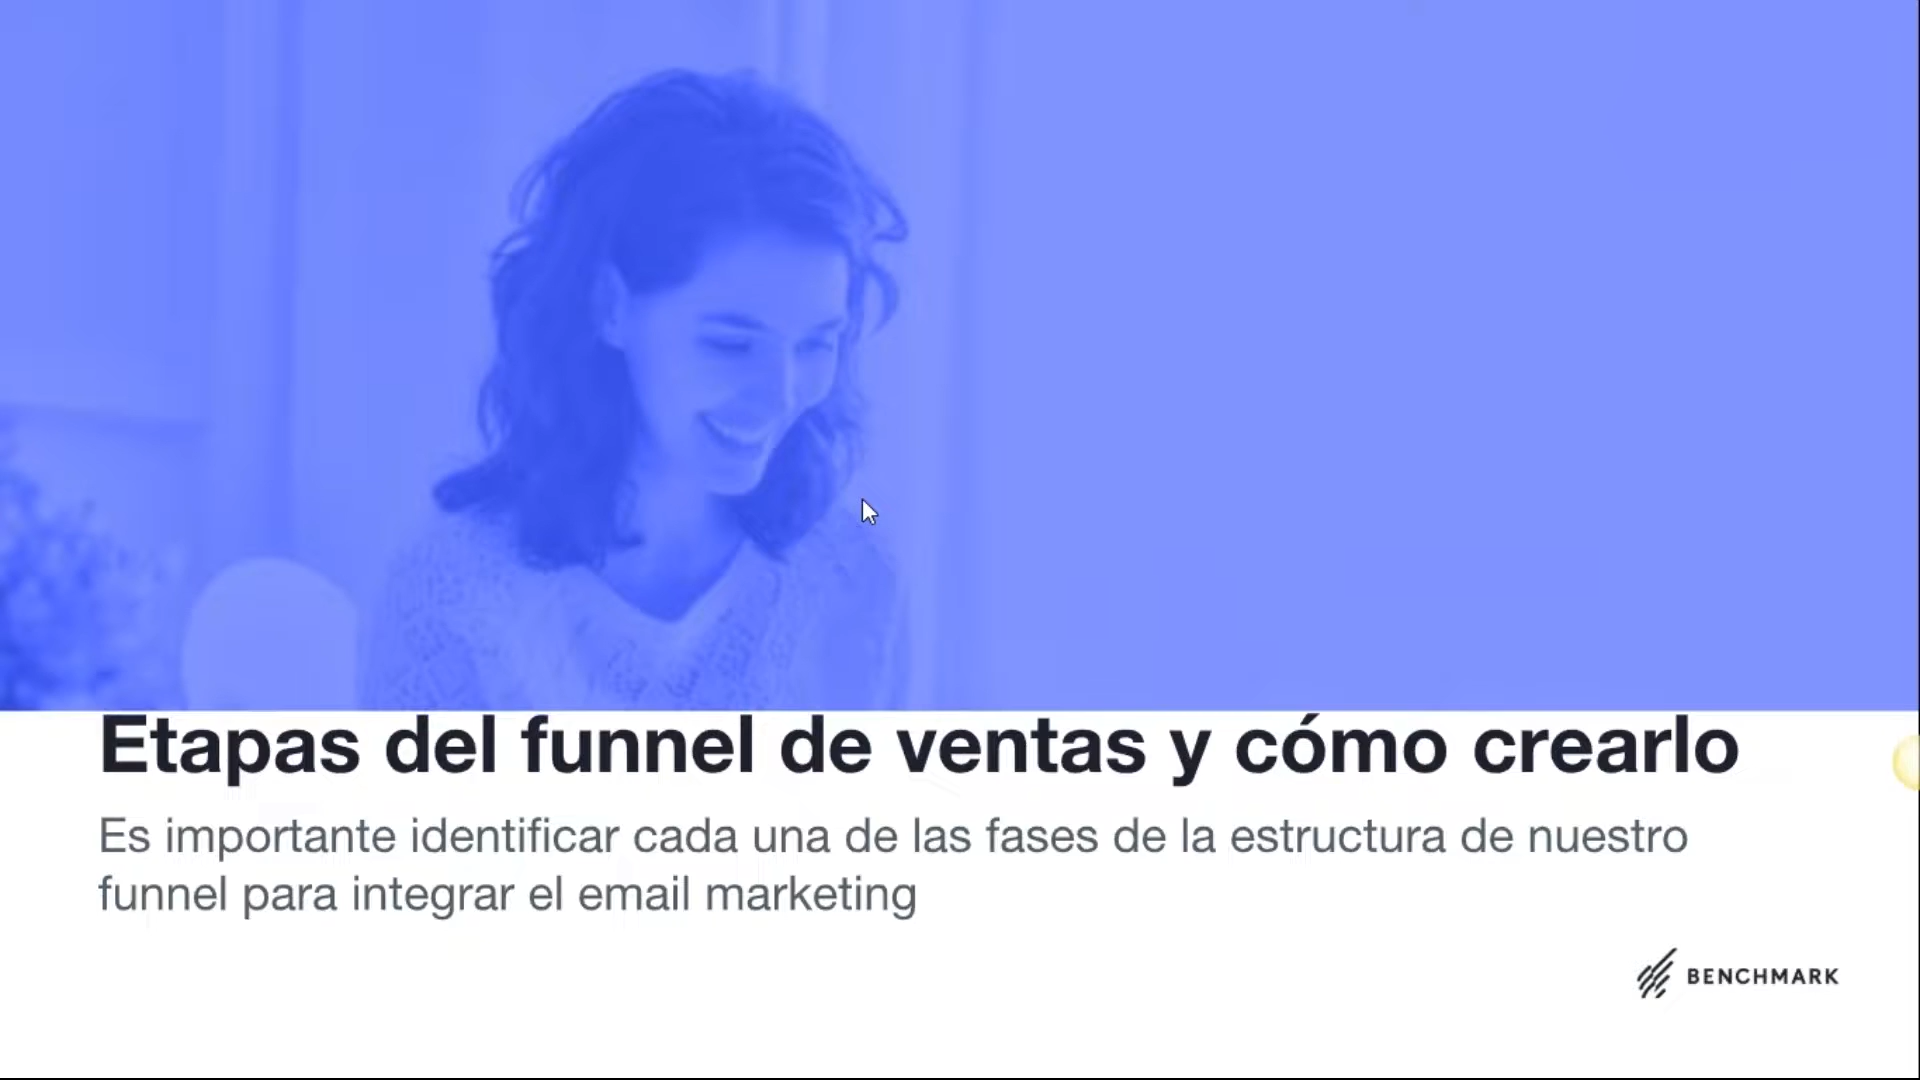 Etapas del funnel de ventas y cómo crearlo
Es importante identificar cada una de las fases de la estructura de nuestro
funnel para integrar el email marketing
BENCHMARK